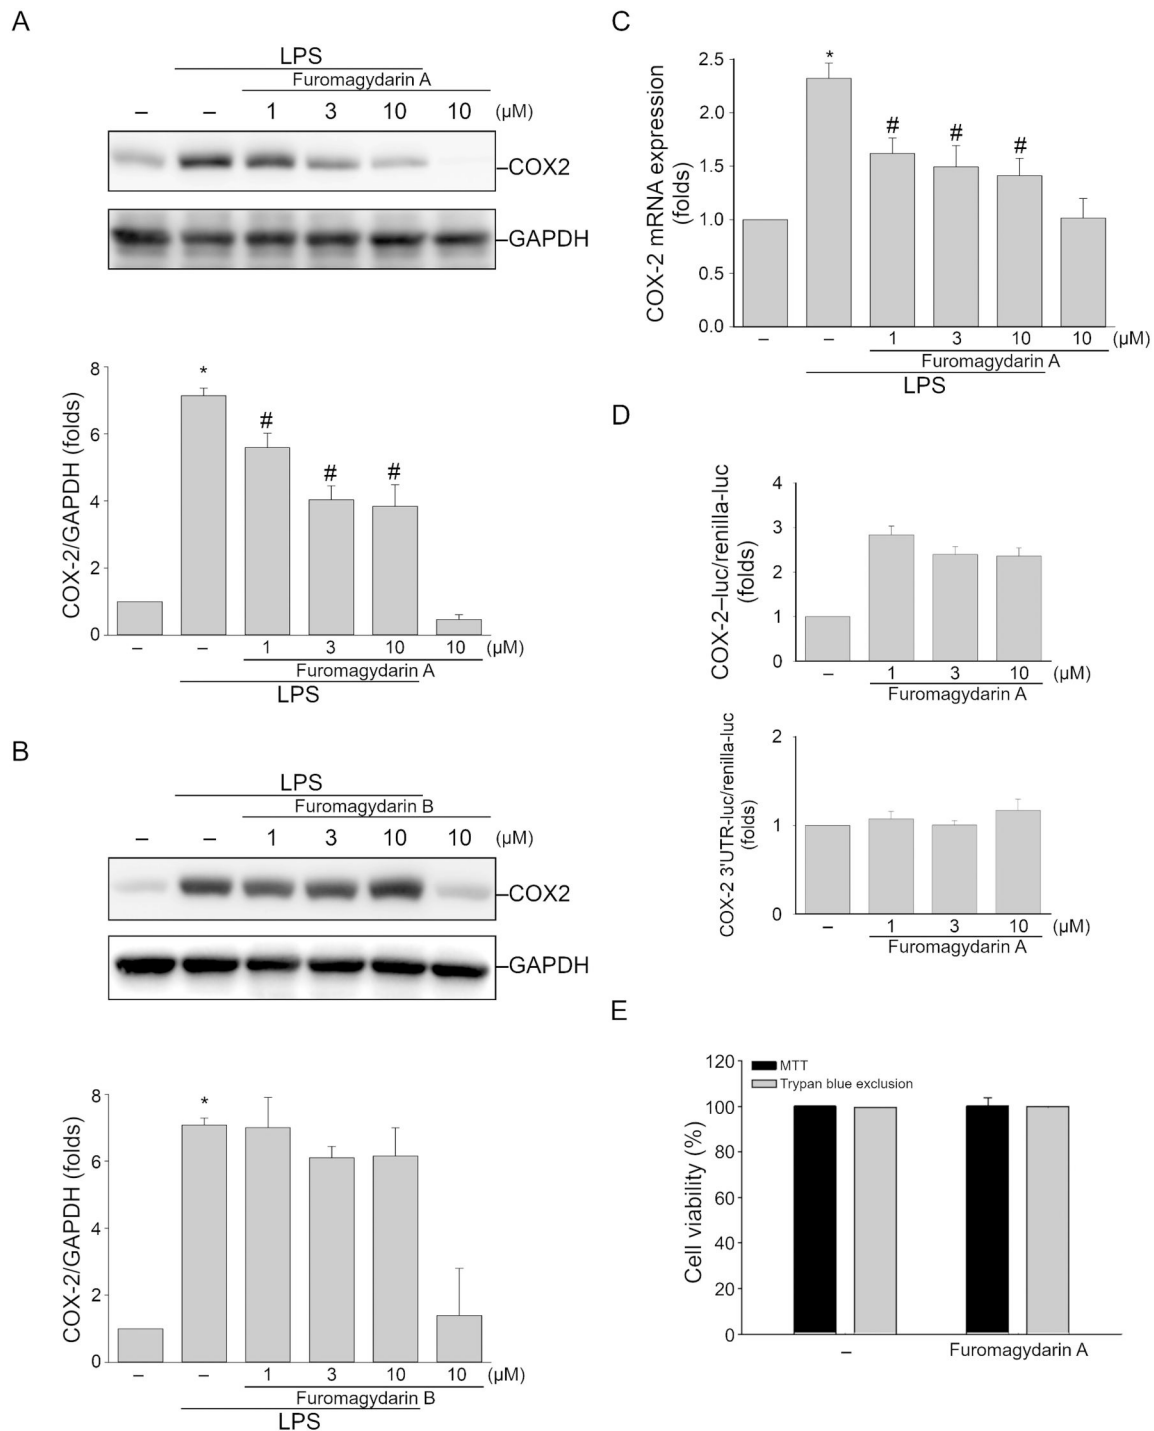 A
LPS
Furomagydarin A
– – 1 3 10 10 (µM)
COX2
GAPDH
COX-2/GAPDH (folds)
8
6
4
2
0
*
#
#
#
– – 1 3 10 10 (µM)
Furomagydarin A
LPS
B
LPS
Furomagydarin B
– – 1 3 10 10 (µM)
COX2
GAPDH
COX-2/GAPDH (folds)
8
6
4
2
0
*
– – 1 3 10 10 (µM)
Furomagydarin B
LPS
C
COX-2 mRNA expression
(folds)
2.5
2.0
1.5
1.0
0.5
0.0
*
#
#
#
– – 1 3 10 10 (µM)
Furomagydarin A
LPS
D
COX-2–luc/renilla-luc
(folds)
4
3
2
1
0
– 1 3 10 (µM)
Furomagydarin A
COX-2 3'UTR-luc/renilla-luc
(folds)
2
1
0
– 1 3 10 (µM)
Furomagydarin A
E
Cell viability (%)
120
100
80
60
40
20
0
MTT
Trypan blue exclusion
– Furomagydarin A